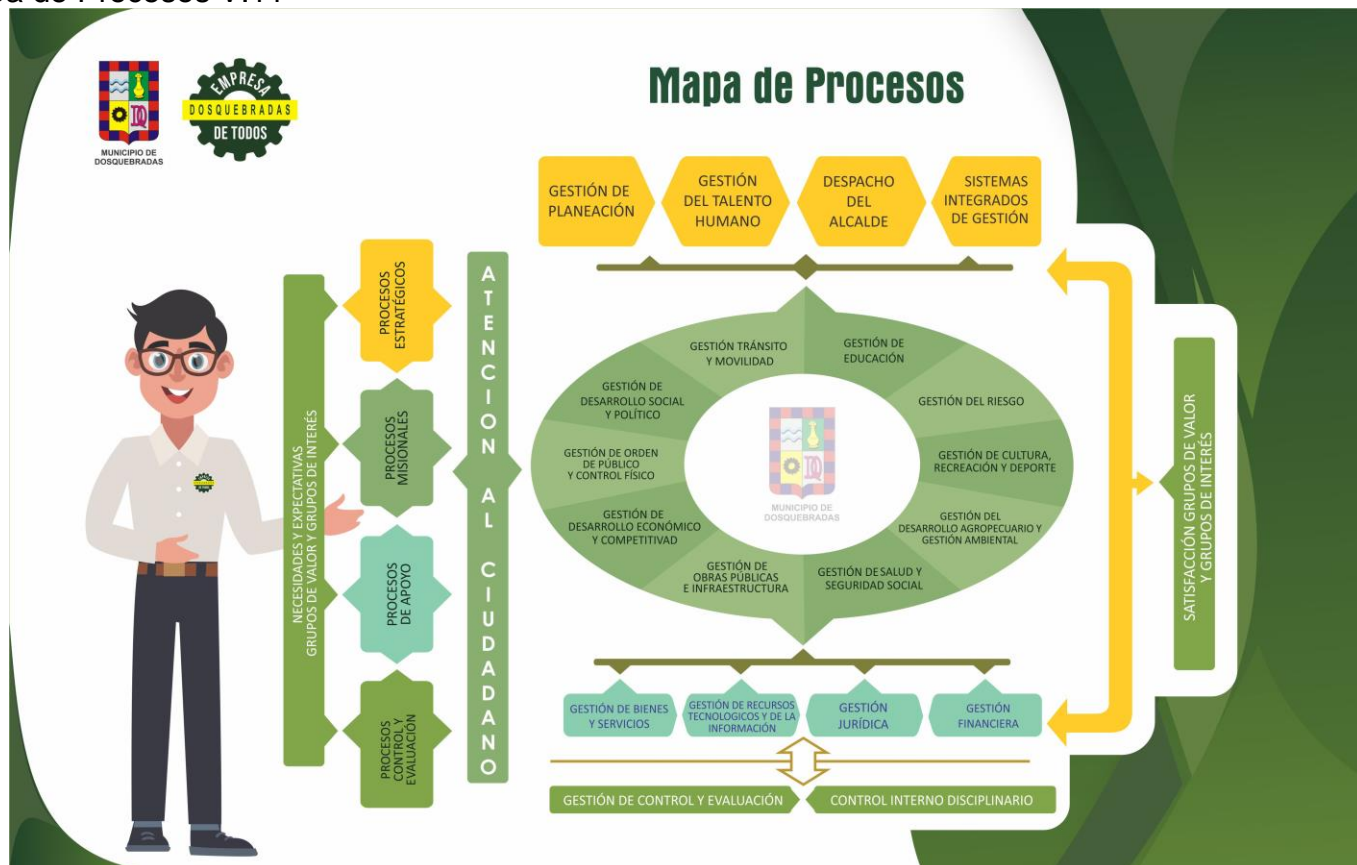 Mapa de Procesos
EMPRESA
DOSQUEBRADAS
DE TODOS
MUNICIPIO DE
DOSQUEBRADAS
GESTIÓN DE
PLANEACIÓN
GESTIÓN
DEL TALENTO
HUMANO
DESPACHO
DEL
ALCALDE
SISTEMAS
INTEGRADOS
DE GESTIÓN
NECESIDADES Y EXPECTATIVAS
GRUPOS DE VALOR Y GRUPOS DE INTERÉS
PROCESOS
ESTRATÉGICOS
PROCESOS
MISIONALES
PROCESOS
DE APOYO
PROCESOS
CONTROL Y
EVALUACIÓN
ATENCION AL CIUDADANO
GESTIÓN TRÁNSITO
Y MOVILIDAD
GESTIÓN DE
EDUCACIÓN
GESTIÓN DE
DESARROLLO SOCIAL
Y POLÍTICO
GESTIÓN DEL RIESGO
GESTIÓN DE ORDEN
DE PÚBLICO
Y CONTROL FÍSICO
GESTIÓN DE CULTURA,
RECREACIÓN Y DEPORTE
GESTIÓN DE
DESARROLLO ECONÓMICO
Y COMPETITIVAD
GESTIÓN DEL
DESARROLLO AGROPECUARIO Y
GESTIÓN AMBIENTAL
GESTIÓN DE
OBRAS PÚBLICAS
E INFRAESTRUCTURA
GESTIÓN DE SALUD Y
SEGURIDAD SOCIAL
MUNICIPIO DE
DOSQUEBRADAS
SATISFACCIÓN GRUPOS DE VALOR
Y GRUPOS DE INTERÉS
GESTIÓN DE BIENES
Y SERVICIOS
GESTIÓN DE RECURSOS
TECNOLOGICOS Y DE LA
INFORMACIÓN
GESTIÓN
JURÍDICA
GESTIÓN
FINANCIERA
GESTIÓN DE CONTROL Y EVALUACIÓN
CONTROL INTERNO DISCIPLINARIO